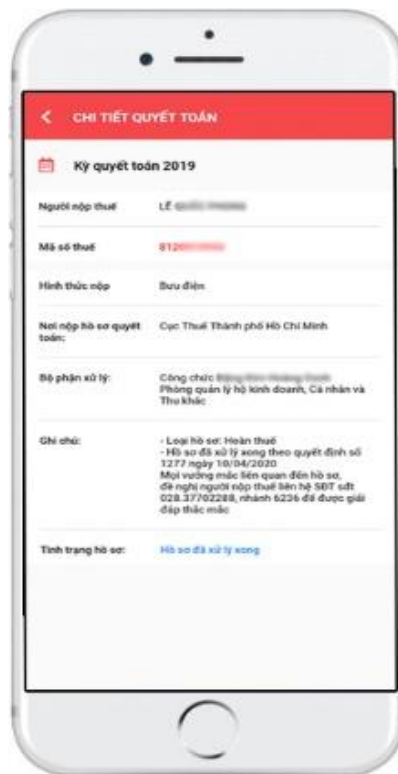 CHI TIẾT QUYẾT TOÁN
Kỳ quyết toán 2019
Người nộp thuế LÊ
Mã số thuế 8120
Hình thức nộp Bưu điện
Nơi nộp hồ sơ quyết toán: Cục Thuế Thành phố Hồ Chí Minh
Bộ phận xử lý: Công chức
Phòng quản lý hộ kinh doanh, Cá nhân và
Thu khác
Ghi chú: - Loại hồ sơ: Hoàn thuế
- Hồ sơ đã xử lý xong theo quyết định số
1277 ngày 10/04/2020
Mọi vướng mắc liên quan đến hồ sơ,
đề nghị người nộp thuế liên hệ SĐT sđt
028.37702288, nhánh 6236 để được giải
đáp thắc mắc
Tình trạng hồ sơ: Hồ sơ đã xử lý xong